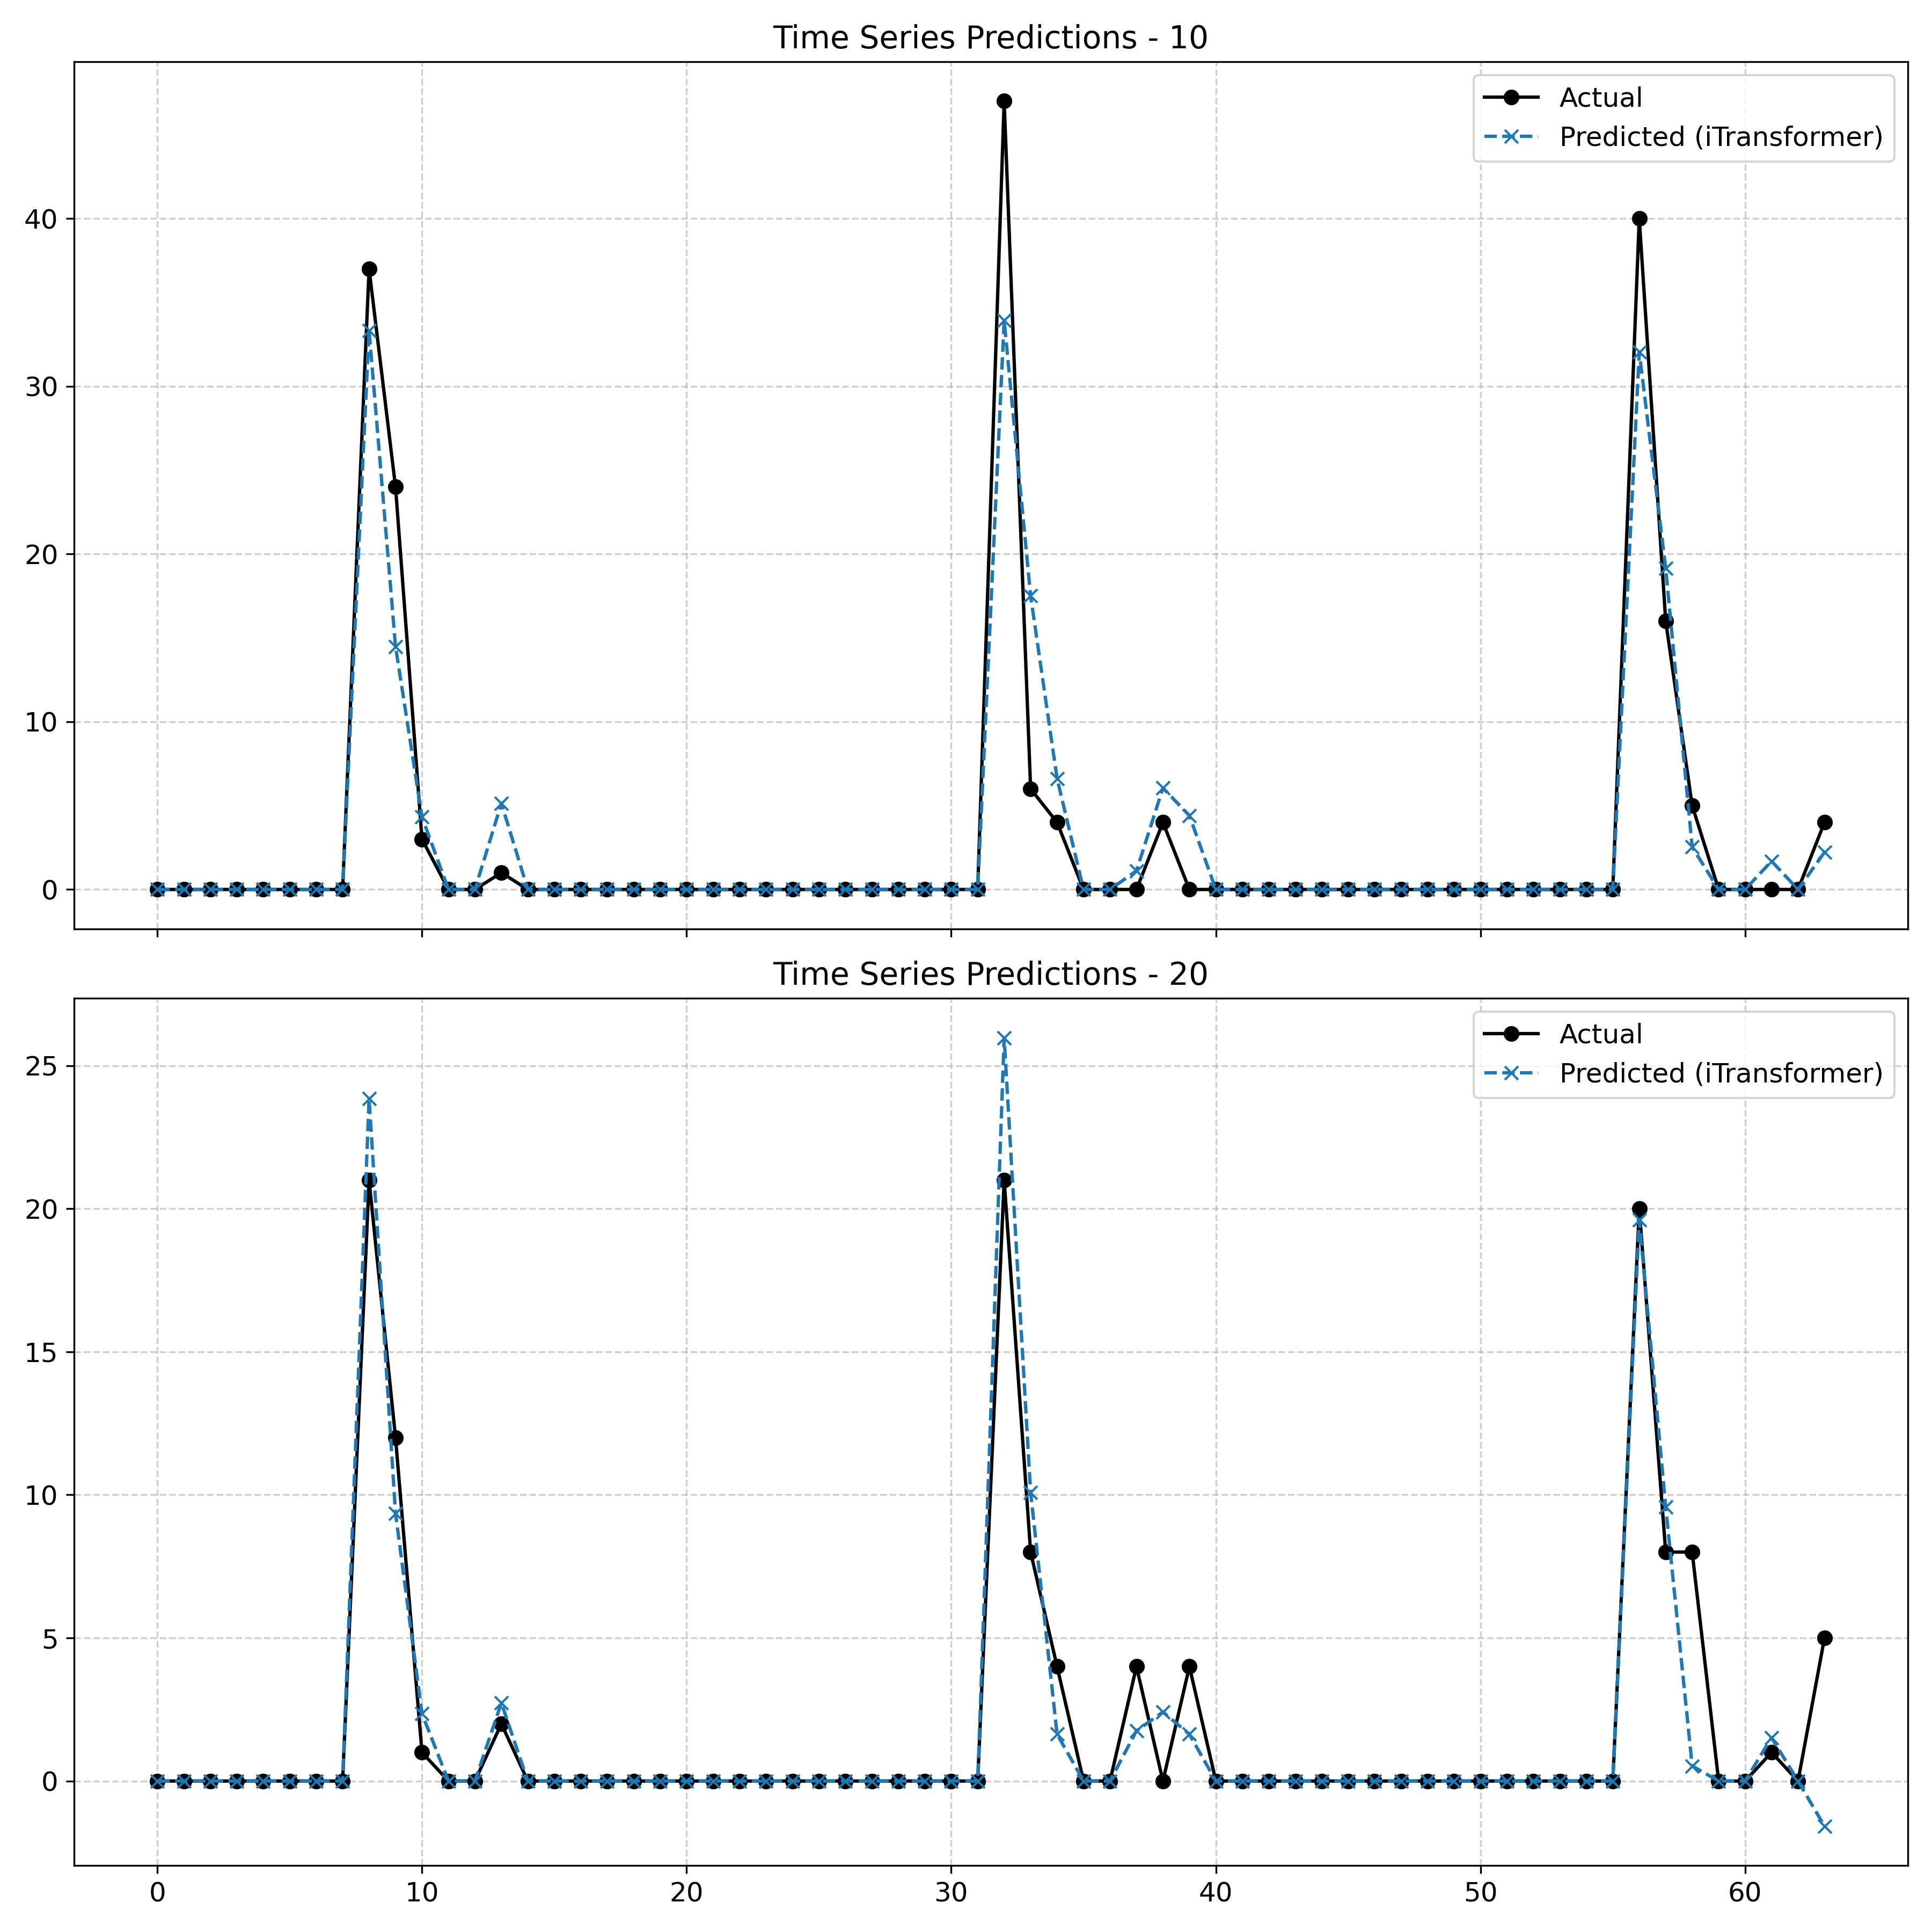 Time Series Predictions - 10
Actual
Predicted (iTransformer)
40
30
20
10
0
Time Series Predictions - 20
Actual
Predicted (iTransformer)
25
20
15
10
5
0
0 10 20 30 40 50 60